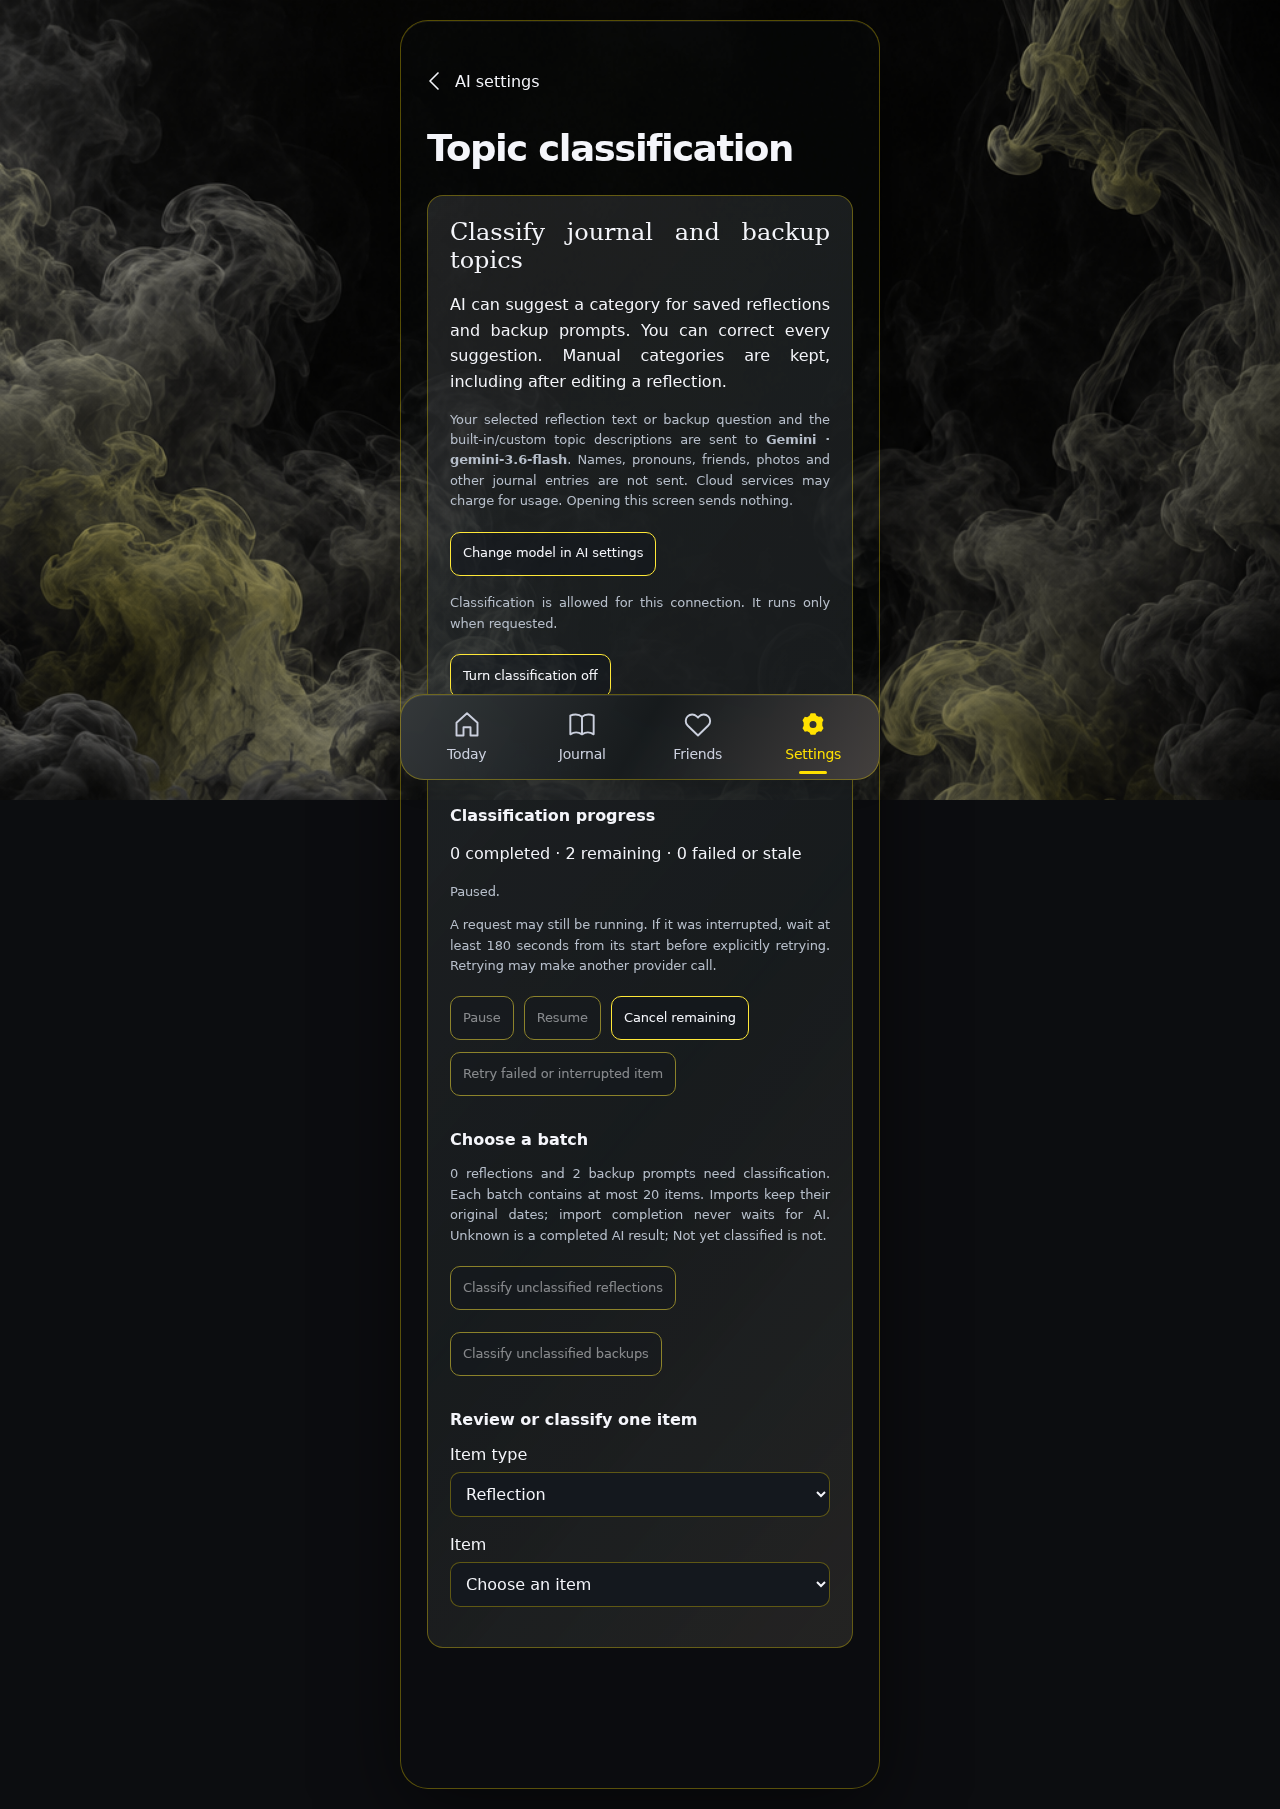 AI settings
Topic classification
Classify journal and backup
topics
AI can suggest a category for saved reflections
and backup prompts. You can correct every
suggestion. Manual categories are kept,
including after editing a reflection.
Your selected reflection text or backup question and the
built-in/custom topic descriptions are sent to Gemini ·
gemini-3.6-flash. Names, pronouns, friends, photos and
other journal entries are not sent. Cloud services may
charge for usage. Opening this screen sends nothing.
Change model in AI settings
Classification is allowed for this connection. It runs only
when requested.
Turn classification off
Today Journal Friends Settings
Classification progress
0 completed · 2 remaining · 0 failed or stale
Paused.
A request may still be running. If it was interrupted, wait at
least 180 seconds from its start before explicitly retrying.
Retrying may make another provider call.
Pause Resume Cancel remaining
Retry failed or interrupted item
Choose a batch
0 reflections and 2 backup prompts need classification.
Each batch contains at most 20 items. Imports keep their
original dates; import completion never waits for AI.
Unknown is a completed AI result; Not yet classified is not.
Classify unclassified reflections
Classify unclassified backups
Review or classify one item
Item type
Reflection
Item
Choose an item